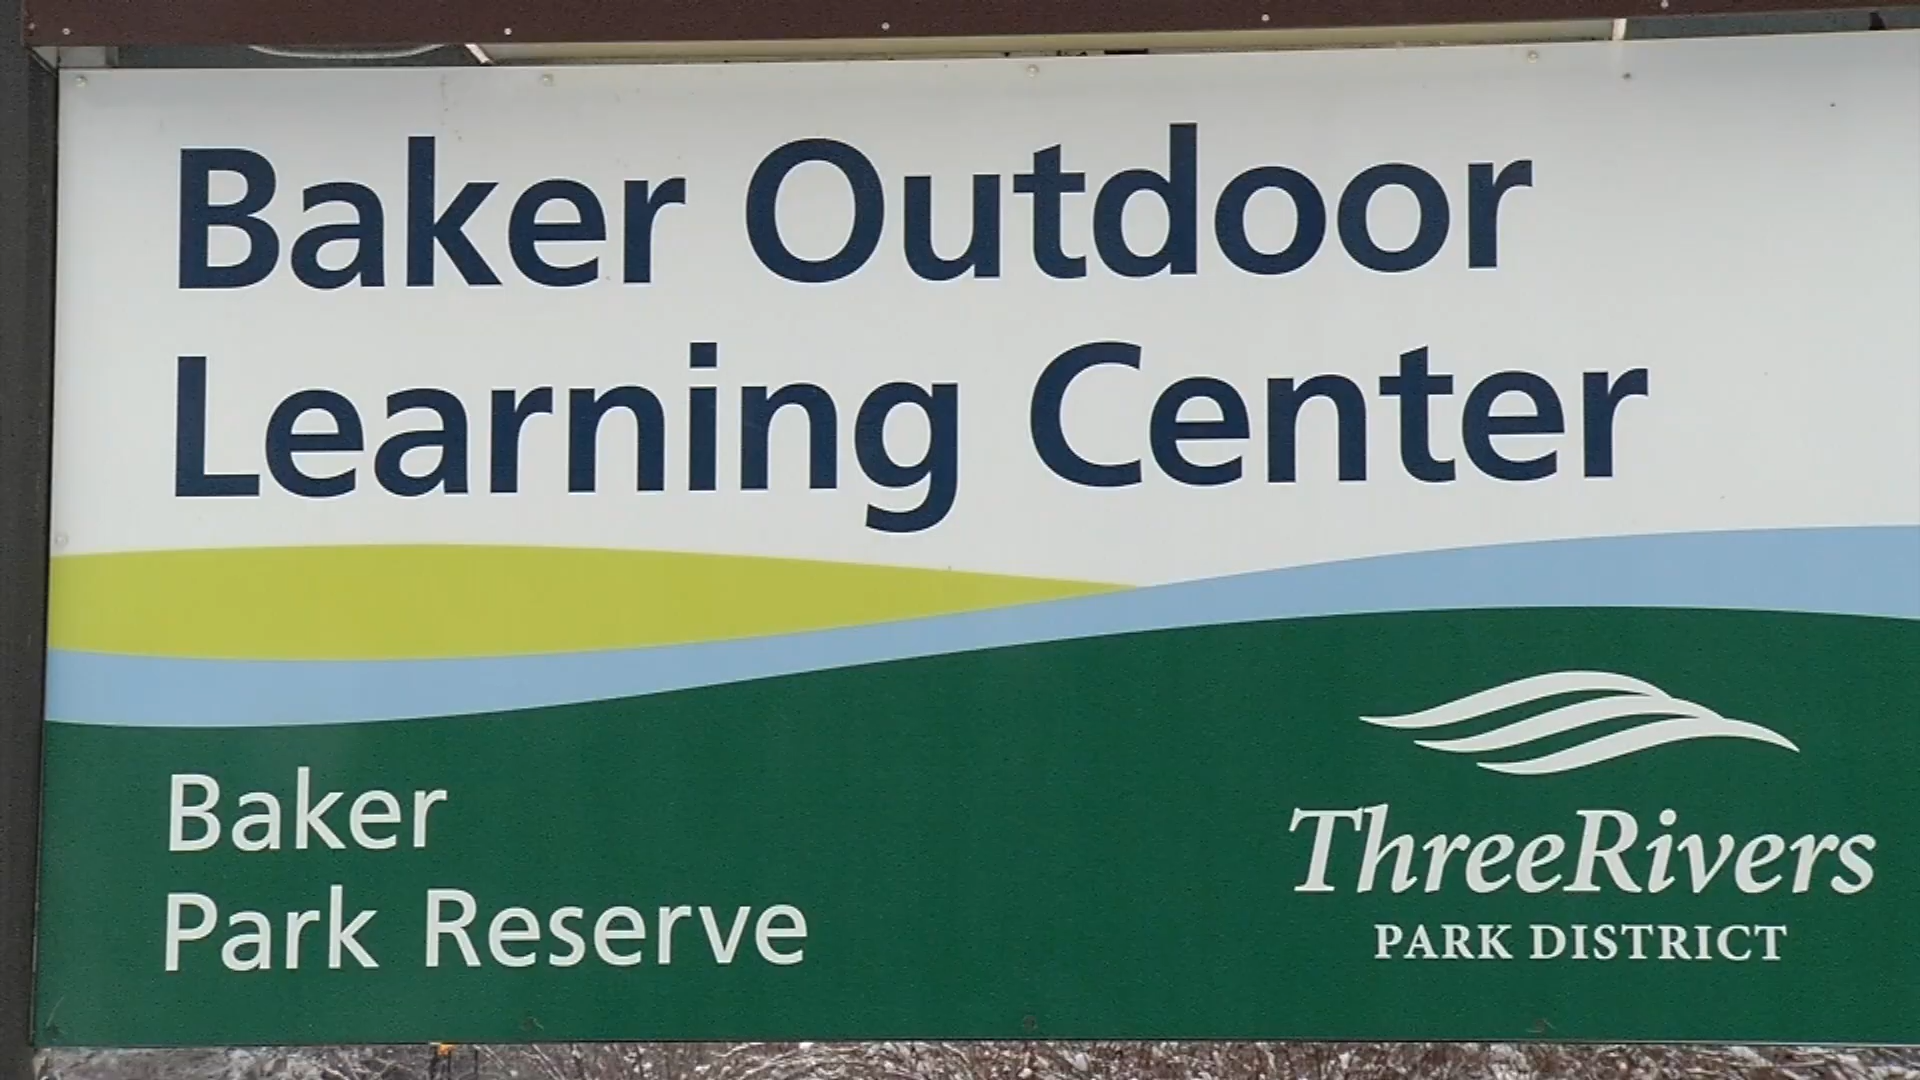 Baker Outdoor
Learning Center
Baker
Park Reserve
ThreeRivers
PARK DISTRICT